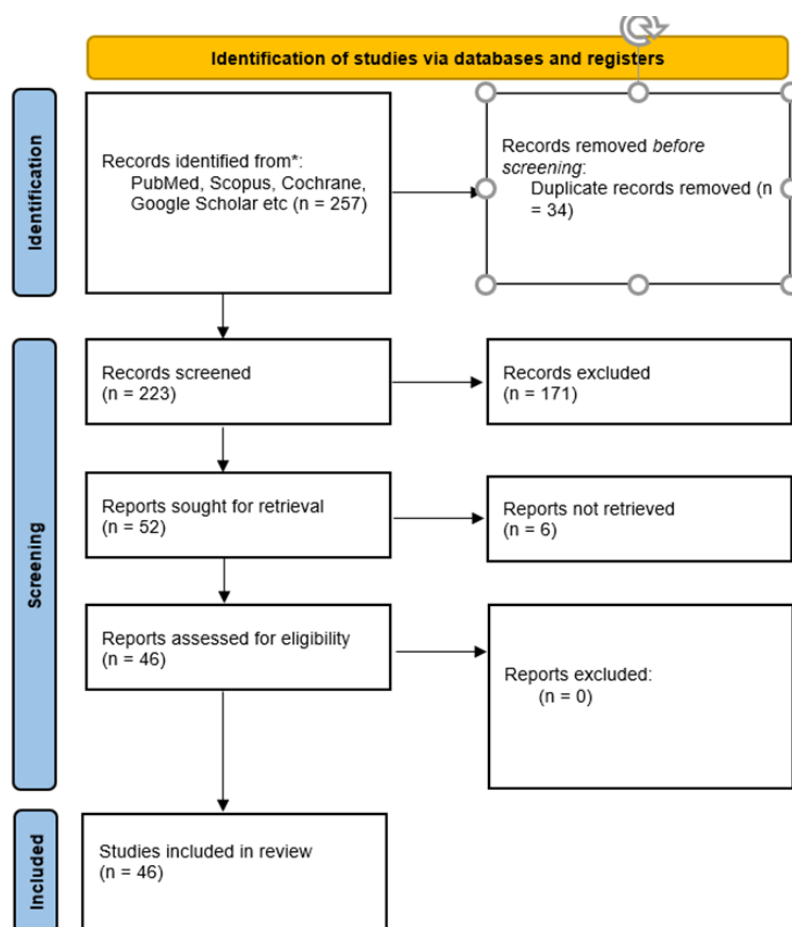 Identification of studies via databases and registers
Identification
Records identified from*:
PubMed, Scopus, Cochrane,
Google Scholar etc (n = 257)
Records removed before
screening:
Duplicate records removed (n
= 34)
Screening
Records screened
(n = 223)
Records excluded
(n = 171)
Reports sought for retrieval
(n = 52)
Reports not retrieved
(n = 6)
Reports assessed for eligibility
(n = 46)
Reports excluded:
(n = 0)
Included
Studies included in review
(n = 46)